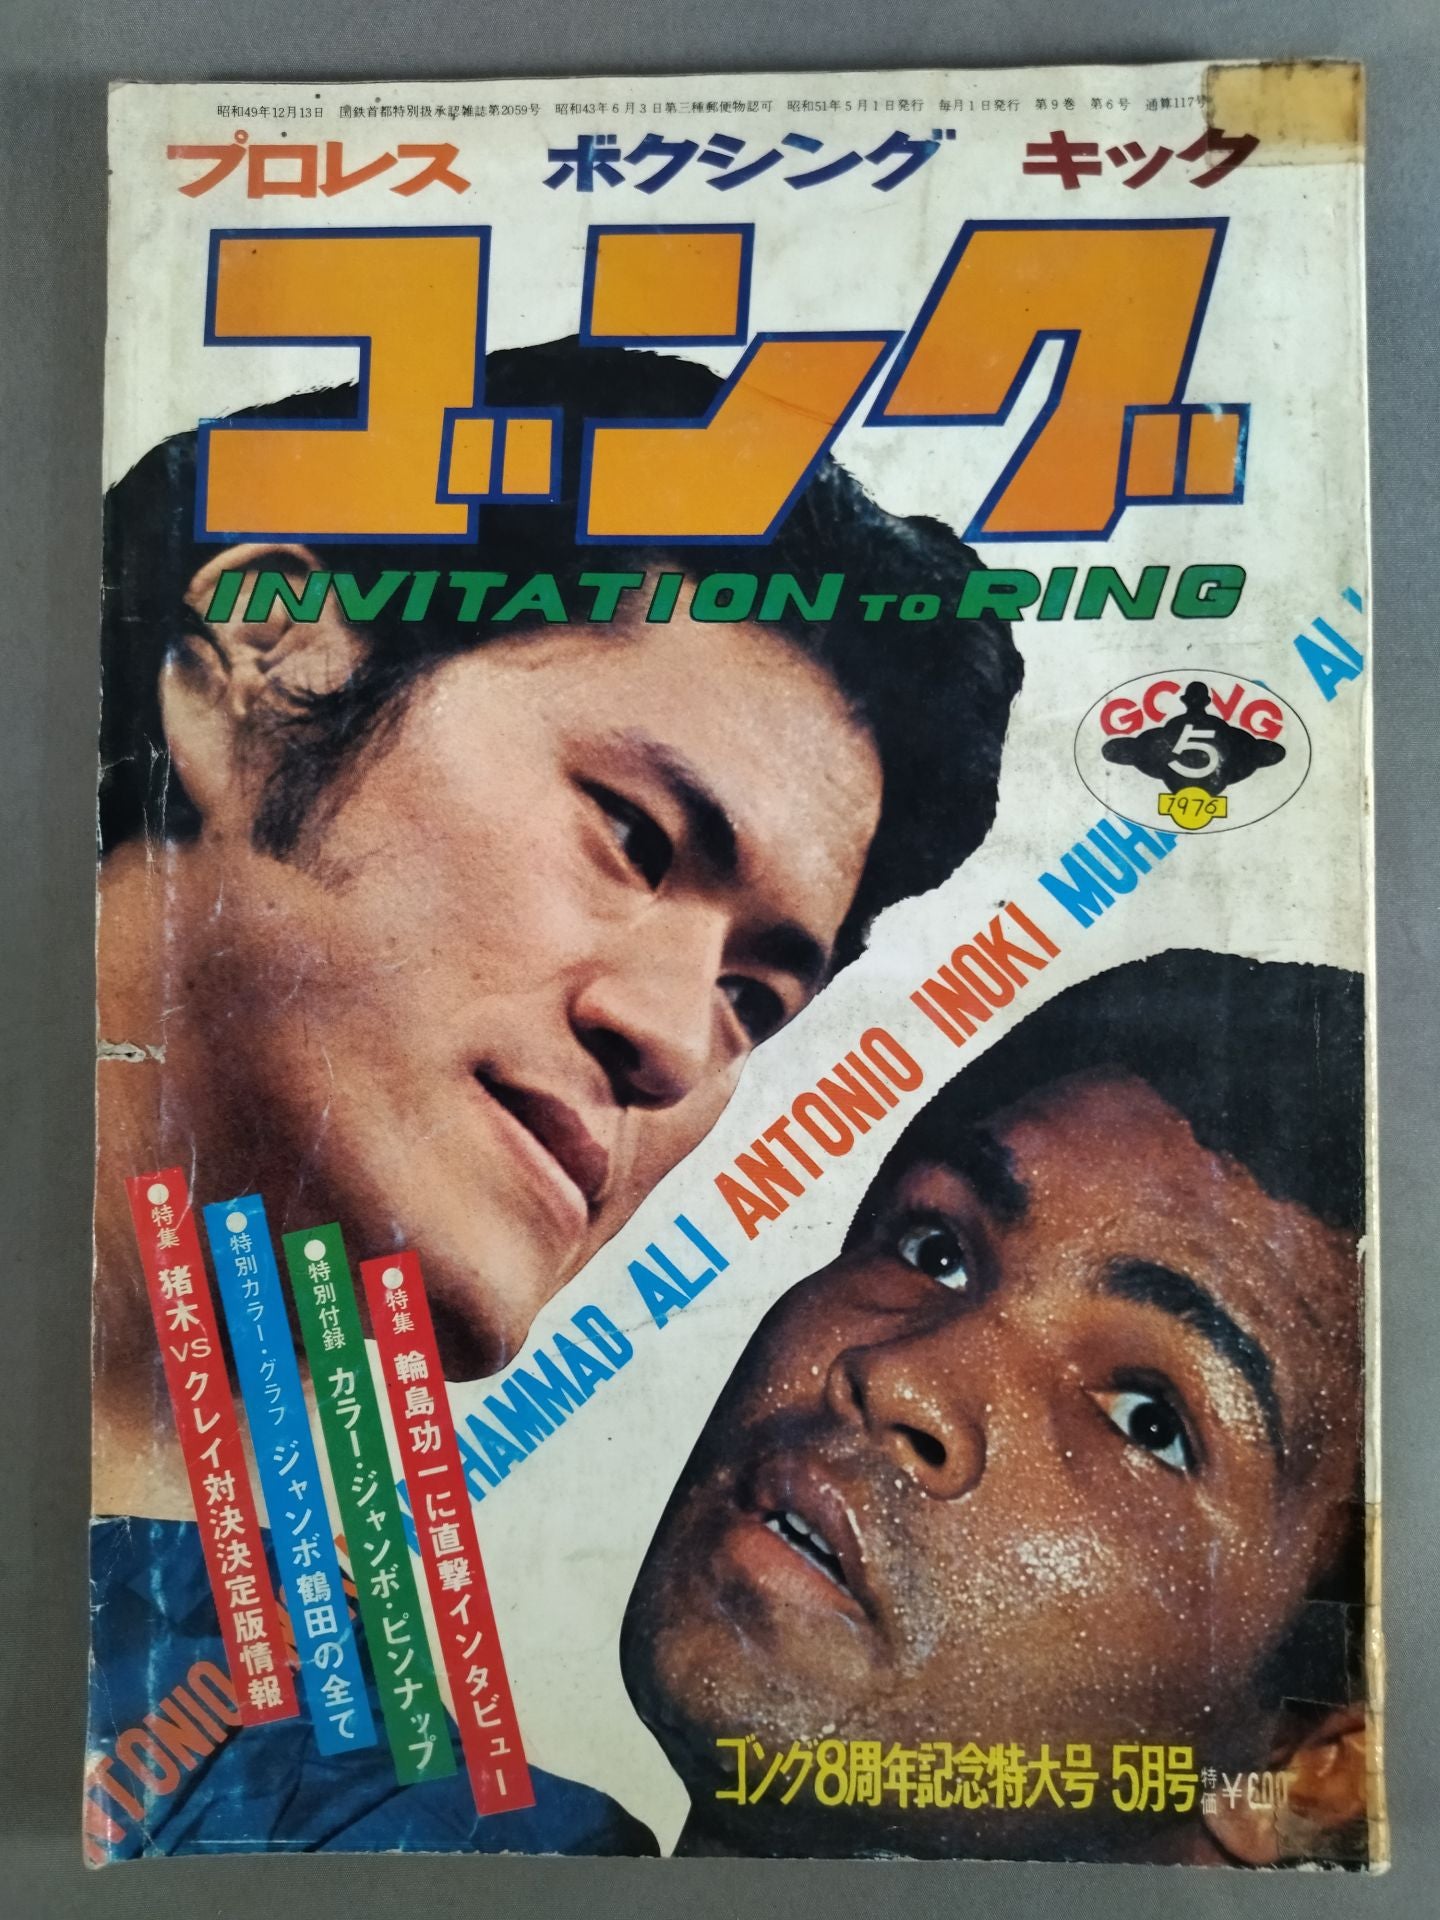 昭和49年12月13日 国鉄首都特別扱承認雑誌第2059号 昭和43年6月3日第三種郵便物認可 昭和51年5月1日発行 毎月1日発行 第9巻 第6号 通算117号
プロレス ボクシング キック
ゴング
INVITATION TO RING
GONG
5
1976
ALI
MUHAMMAD ALI ANTONIO INOKI MUHA
ANTONIO
●特集 猪木vsクレイ対決決定版情報
●特別カラー・グラフ ジャンボ鶴田の全て
●特別付録 カラー・ジャンボ・ピンナップ
●特集 輪島功一に直撃インタビュー
ゴング8周年記念特大号 5月号 特価 ¥600